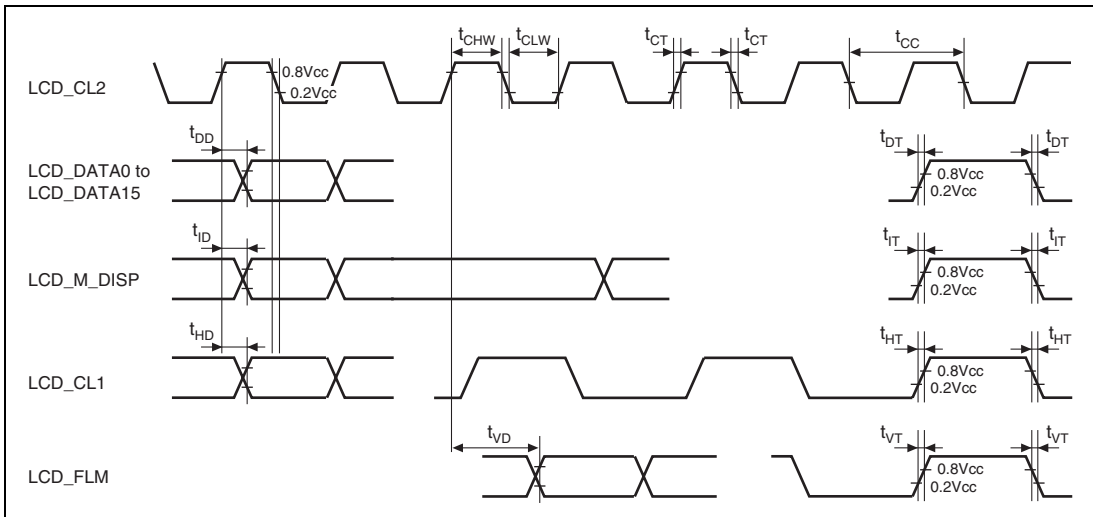 tCHW tCLW tCT tCT tCC
LCD_CL2
0.8Vcc
0.2Vcc
tDD tDT tDT
LCD_DATA0 to
LCD_DATA15
0.8Vcc
0.2Vcc
tID tIT tIT
LCD_M_DISP
0.8Vcc
0.2Vcc
tHD tHT tHT
LCD_CL1
0.8Vcc
0.2Vcc
tVD tVT tVT
LCD_FLM
0.8Vcc
0.2Vcc